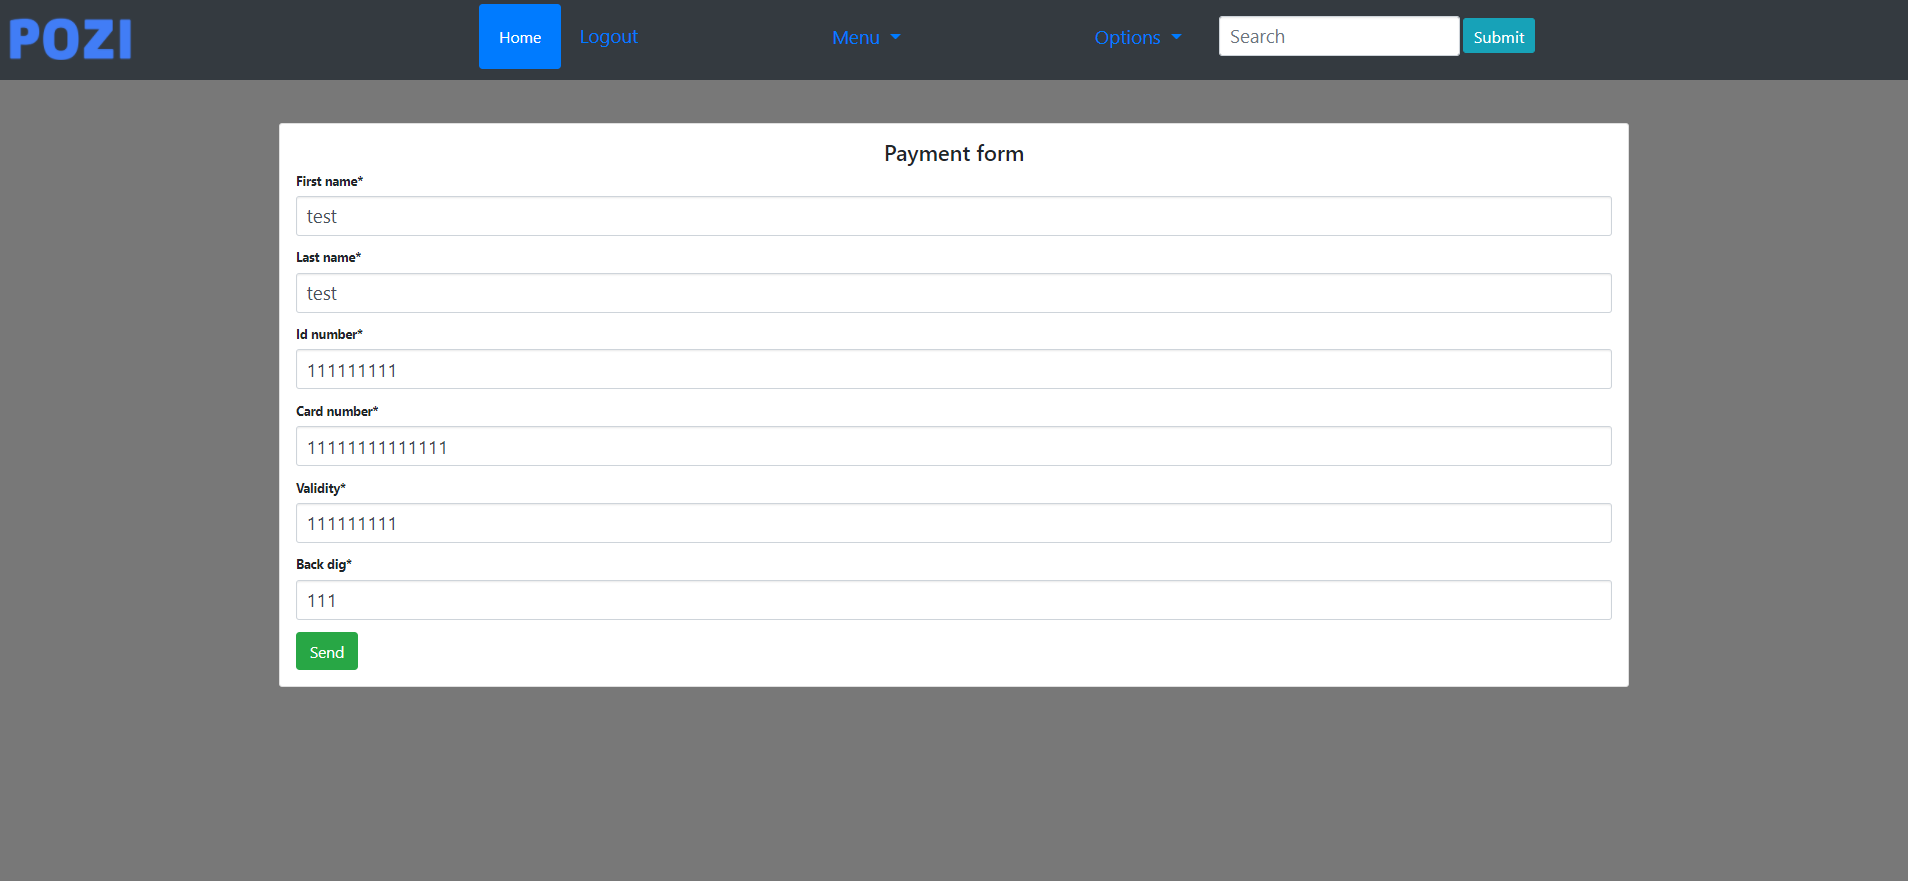 POZI
Home
Logout
Menu
Options
Search
Submit
Payment form
First name*
test
Last name*
test
Id number*
111111111
Card number*
11111111111111
Validity*
111111111
Back dig*
111
Send